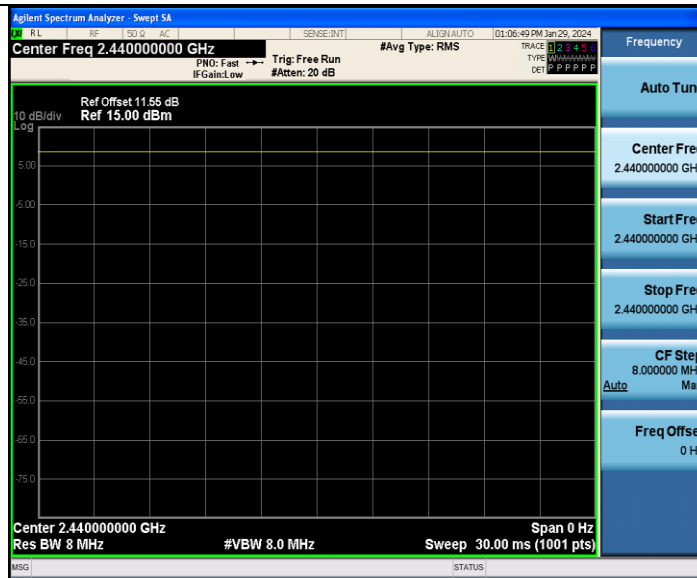 Agilent Spectrum Analyzer - Swept SA
RL RF 50 Ω AC SENSE:INT ALIGN AUTO 01:06:49 PM Jan 29, 2024
Center Freq 2.440000000 GHz #Avg Type: RMS TRACE 1 2 3 4 5 6
PNO: Fast Trig: Free Run TYPE WWWWWW
IFGain:Low #Atten: 20 dB DET P P P P P P
Ref Offset 11.55 dB
10 dB/div Ref 15.00 dBm
Log
5.00
-5.00
-15.0
-25.0
-35.0
-45.0
-55.0
-65.0
-75.0
Center 2.440000000 GHz Span 0 Hz
Res BW 8 MHz #VBW 8.0 MHz Sweep 30.00 ms (1001 pts)
MSG STATUS
Frequency
Auto Tun
Center Fre
2.440000000 GH
Start Fre
2.440000000 GH
Stop Fre
2.440000000 GH
CF Step
8.000000 MH
Auto Ma
Freq Offse
0 H